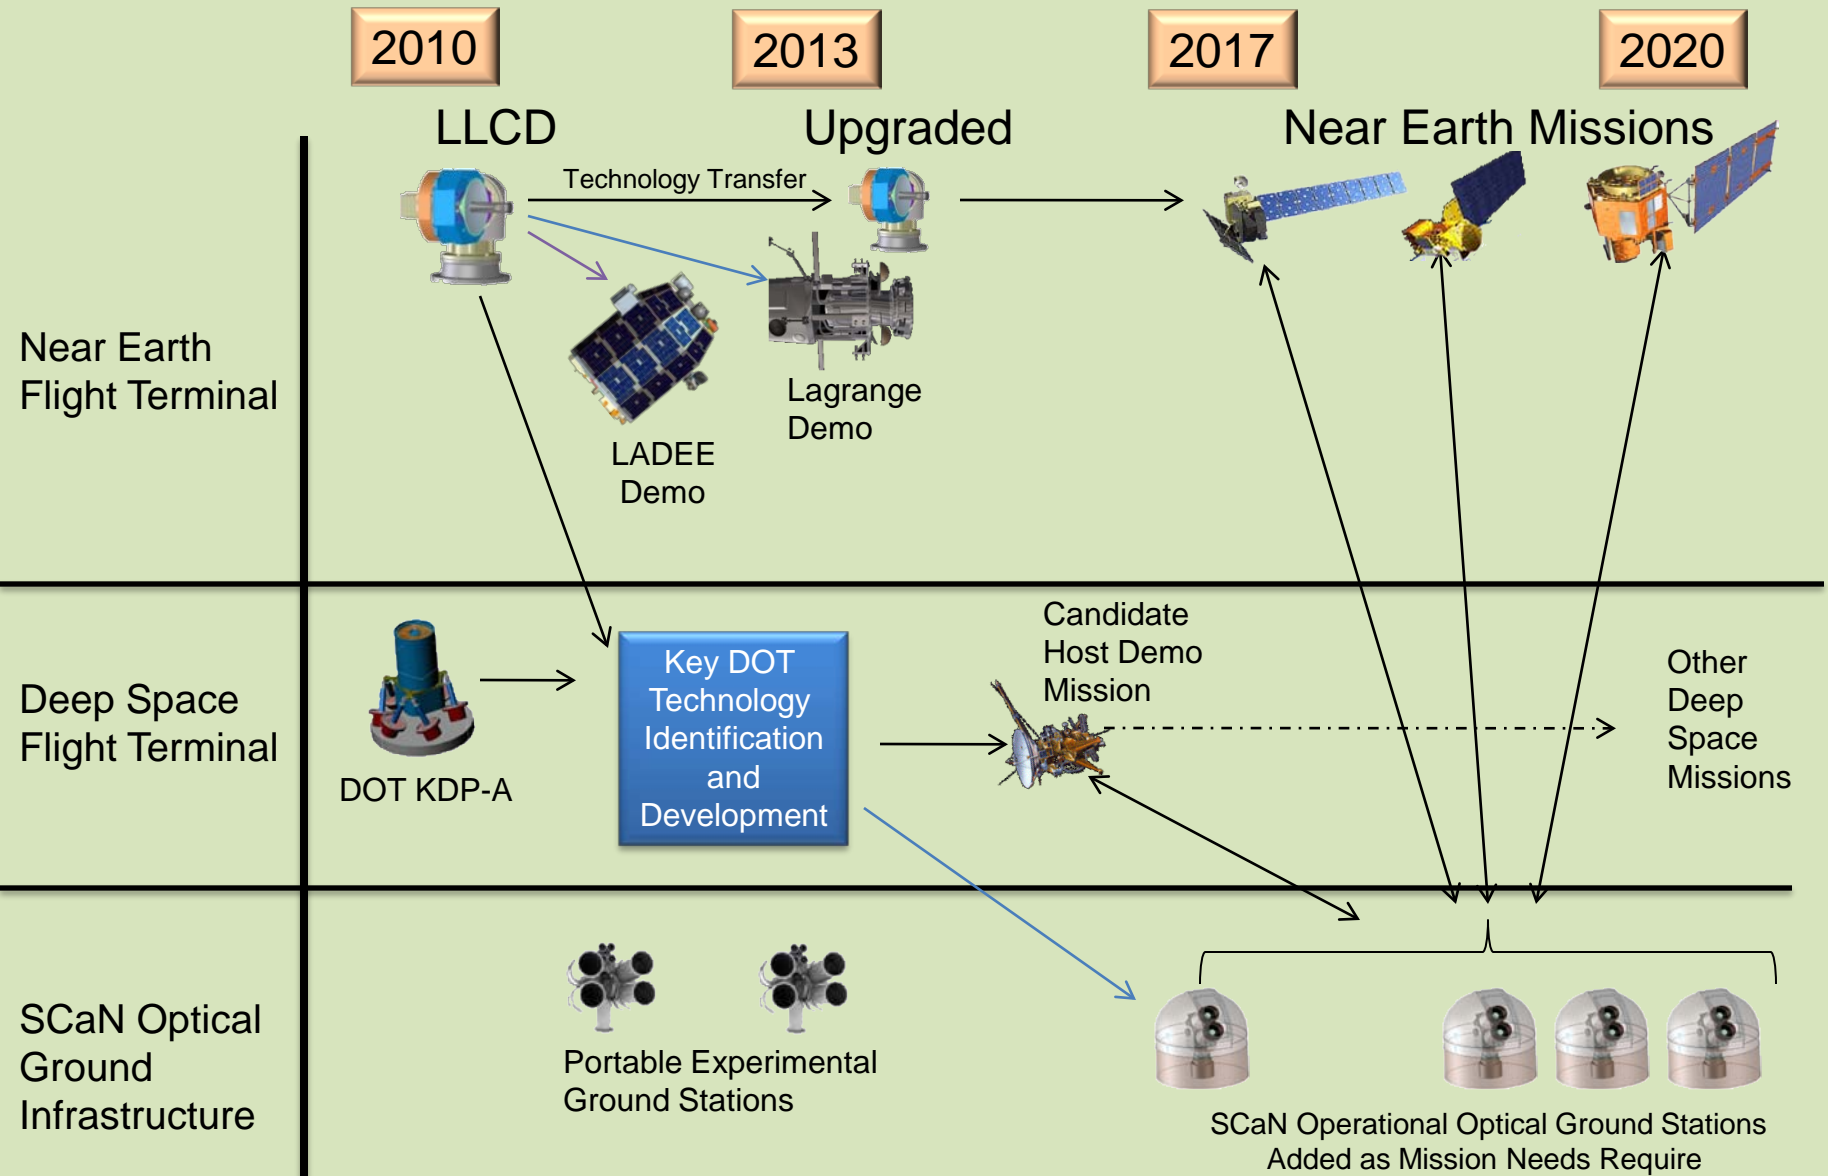 2010
2013
2017
2020
LLCD
Upgraded
Near Earth Missions
Technology Transfer
Near Earth
Flight Terminal
Lagrange
Demo
LADEE
Demo
Deep Space
Flight Terminal
DOT KDP-A
Key DOT
Technology
Identification
and
Development
Candidate
Host Demo
Mission
Other
Deep
Space
Missions
SCaN Optical
Ground
Infrastructure
Portable Experimental
Ground Stations
SCaN Operational Optical Ground Stations
Added as Mission Needs Require